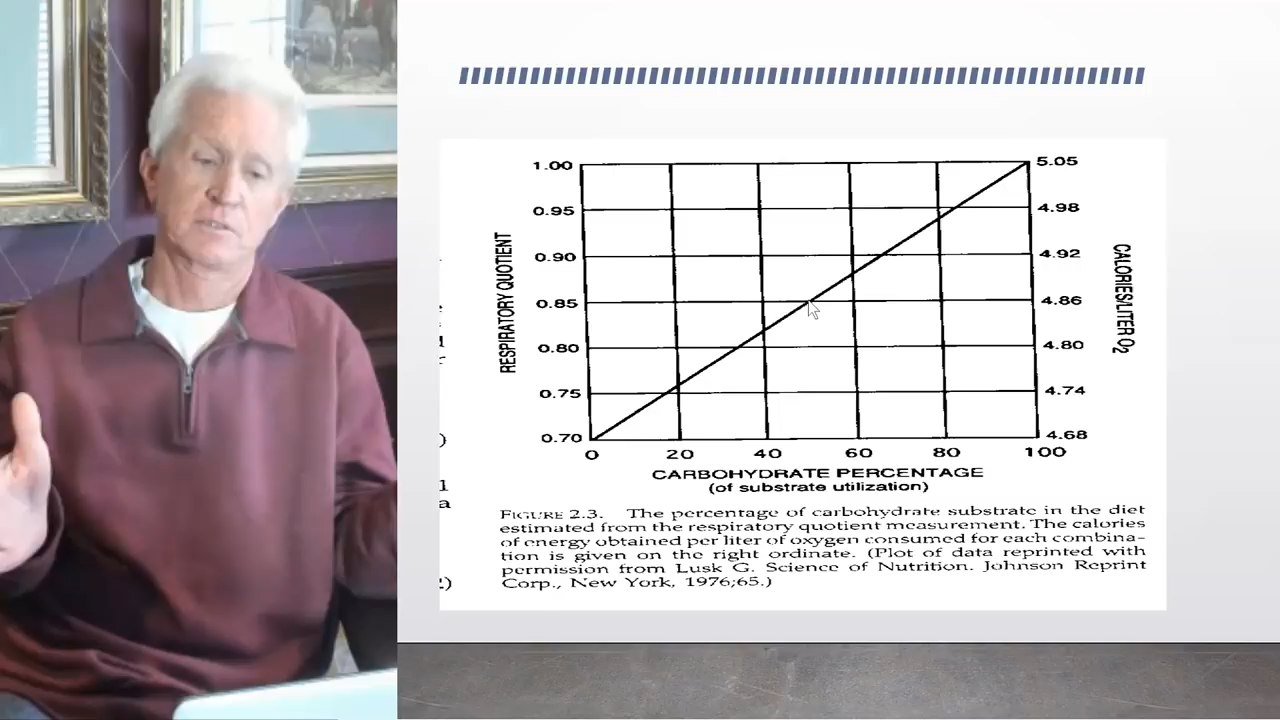 1.00
0.95
0.90
0.85
0.80
0.75
0.70
RESPIRATORY QUOTIENT
5.05
4.98
4.92
4.86
4.80
4.74
4.68
CALORIES/LITER O2
0 20 40 60 80 100
CARBOHYDRATE PERCENTAGE
(of substrate utilization)
FIGURE 2.3. The percentage of carbohydrate substrate in the diet
estimated from the respiratory quotient measurement. The calories
of energy obtained per liter of oxygen consumed for each combina-
tion is given on the right ordinate. (Plot of data reprinted with
permission from Lusk G. Science of Nutrition. Johnson Reprint
Corp., New York, 1976;65.)